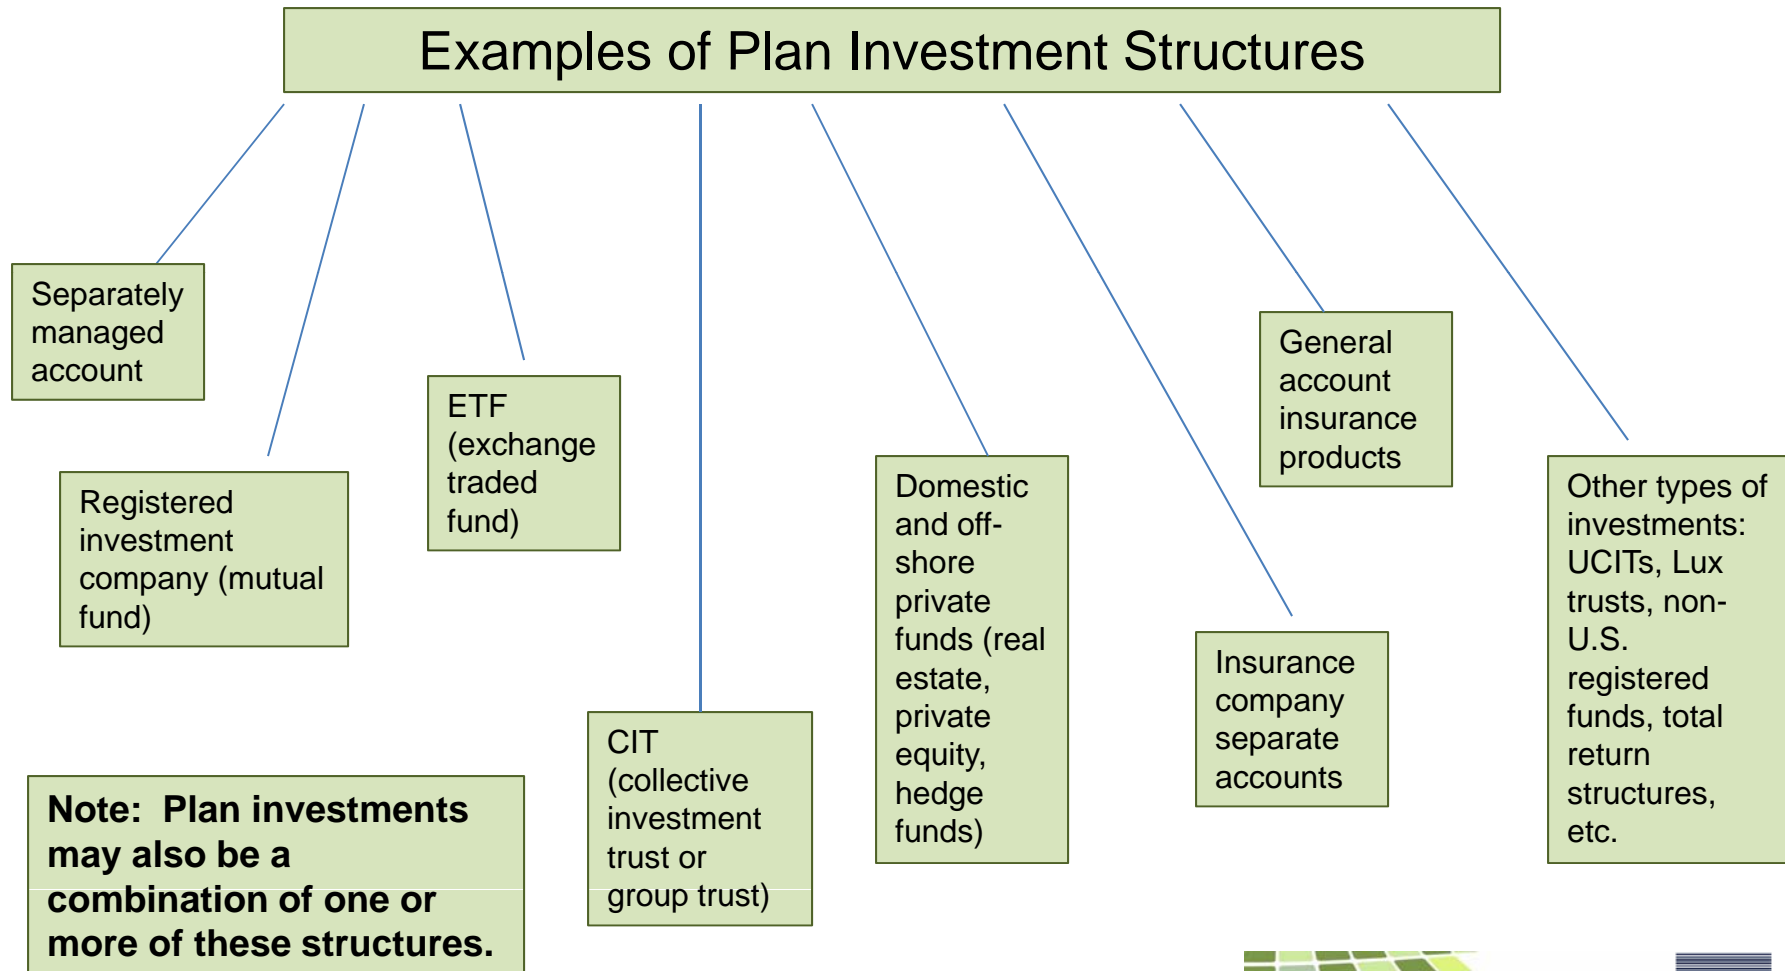 Examples of Plan Investment Structures
Separately
managed
account
Registered
investment
company (mutual
fund)
ETF
(exchange
traded
fund)
CIT
(collective
investment
trust or
group trust)
Domestic
and off-
shore
private
funds (real
estate,
private
equity,
hedge
funds)
Insurance
company
separate
accounts
General
account
insurance
products
Other types of
investments:
UCITs, Lux
trusts, non-
U.S.
registered
funds, total
return
structures,
etc.
Note:  Plan investments
may also be a
combination of one or
more of these structures.